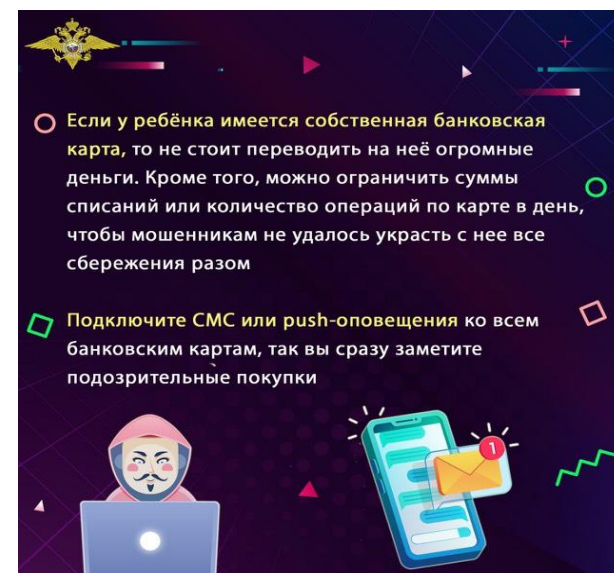 Если у ребёнка имеется собственная банковская
карта, то не стоит переводить на неё огромные
деньги. Кроме того, можно ограничить суммы
списаний или количество операций по карте в день,
чтобы мошенникам не удалось украсть с нее все
сбережения разом
Подключите СМС или push-оповещения ко всем
банковским картам, так вы сразу заметите
подозрительные покупки
1